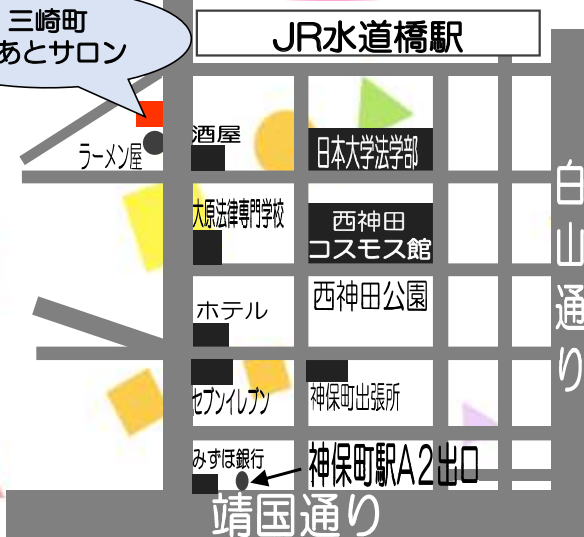 三崎町
あとサロン
JR水道橋駅
酒屋
ラーメン屋
日本大学法学部
大原法律専門学校
西神田
コスモス館
白山通り
ホテル
西神田公園
セブンイレブン
神保町出張所
みずほ銀行
神保町駅A2出口
靖国通り